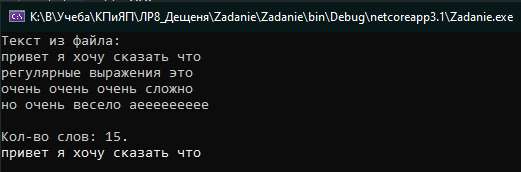 K:\В\Учеба\КПиЯП\ЛР8_Дещеня\Zadanie\Zadanie\bin\Debug\netcoreapp3.1\Zadanie.exe
Текст из файла:
привет я хочу сказать что
регулярные выражения это
очень очень очень сложно
но очень весело аеееееееее

Кол-во слов: 15.
привет я хочу сказать что